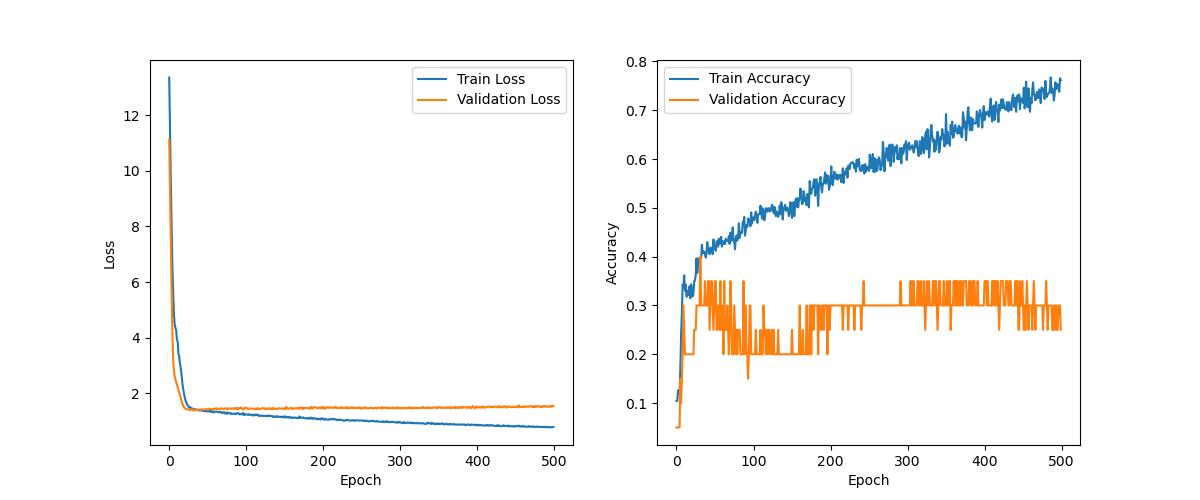 Train Loss
Validation Loss
12
10
8
6
4
2
0 100 200 300 400 500
Epoch
Loss
Train Accuracy
Validation Accuracy
0.8
0.7
0.6
0.5
0.4
0.3
0.2
0.1
0 100 200 300 400 500
Epoch
Accuracy